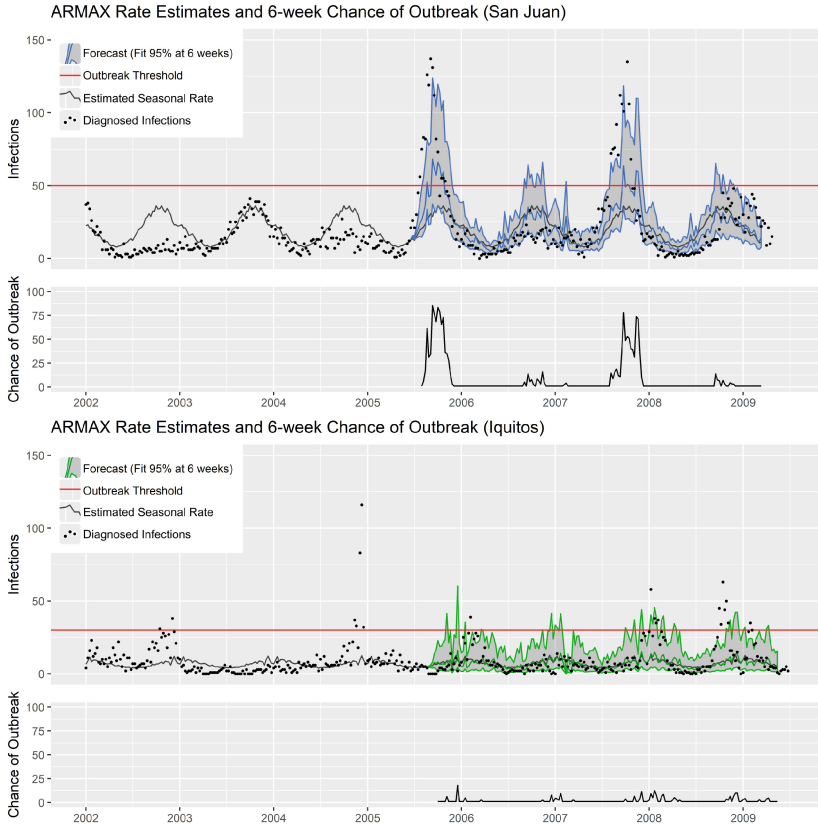 ARMAX Rate Estimates and 6-week Chance of Outbreak (San Juan)
150
100
50
0
Infections
Forecast (Fit 95% at 6 weeks)
Outbreak Threshold
Estimated Seasonal Rate
Diagnosed Infections
100
75
50
25
0
Chance of Outbreak
2002 2003 2004 2005 2006 2007 2008 2009
ARMAX Rate Estimates and 6-week Chance of Outbreak (Iquitos)
150
100
50
0
Infections
Forecast (Fit 95% at 6 weeks)
Outbreak Threshold
Estimated Seasonal Rate
Diagnosed Infections
100
75
50
25
0
Chance of Outbreak
2002 2003 2004 2005 2006 2007 2008 2009